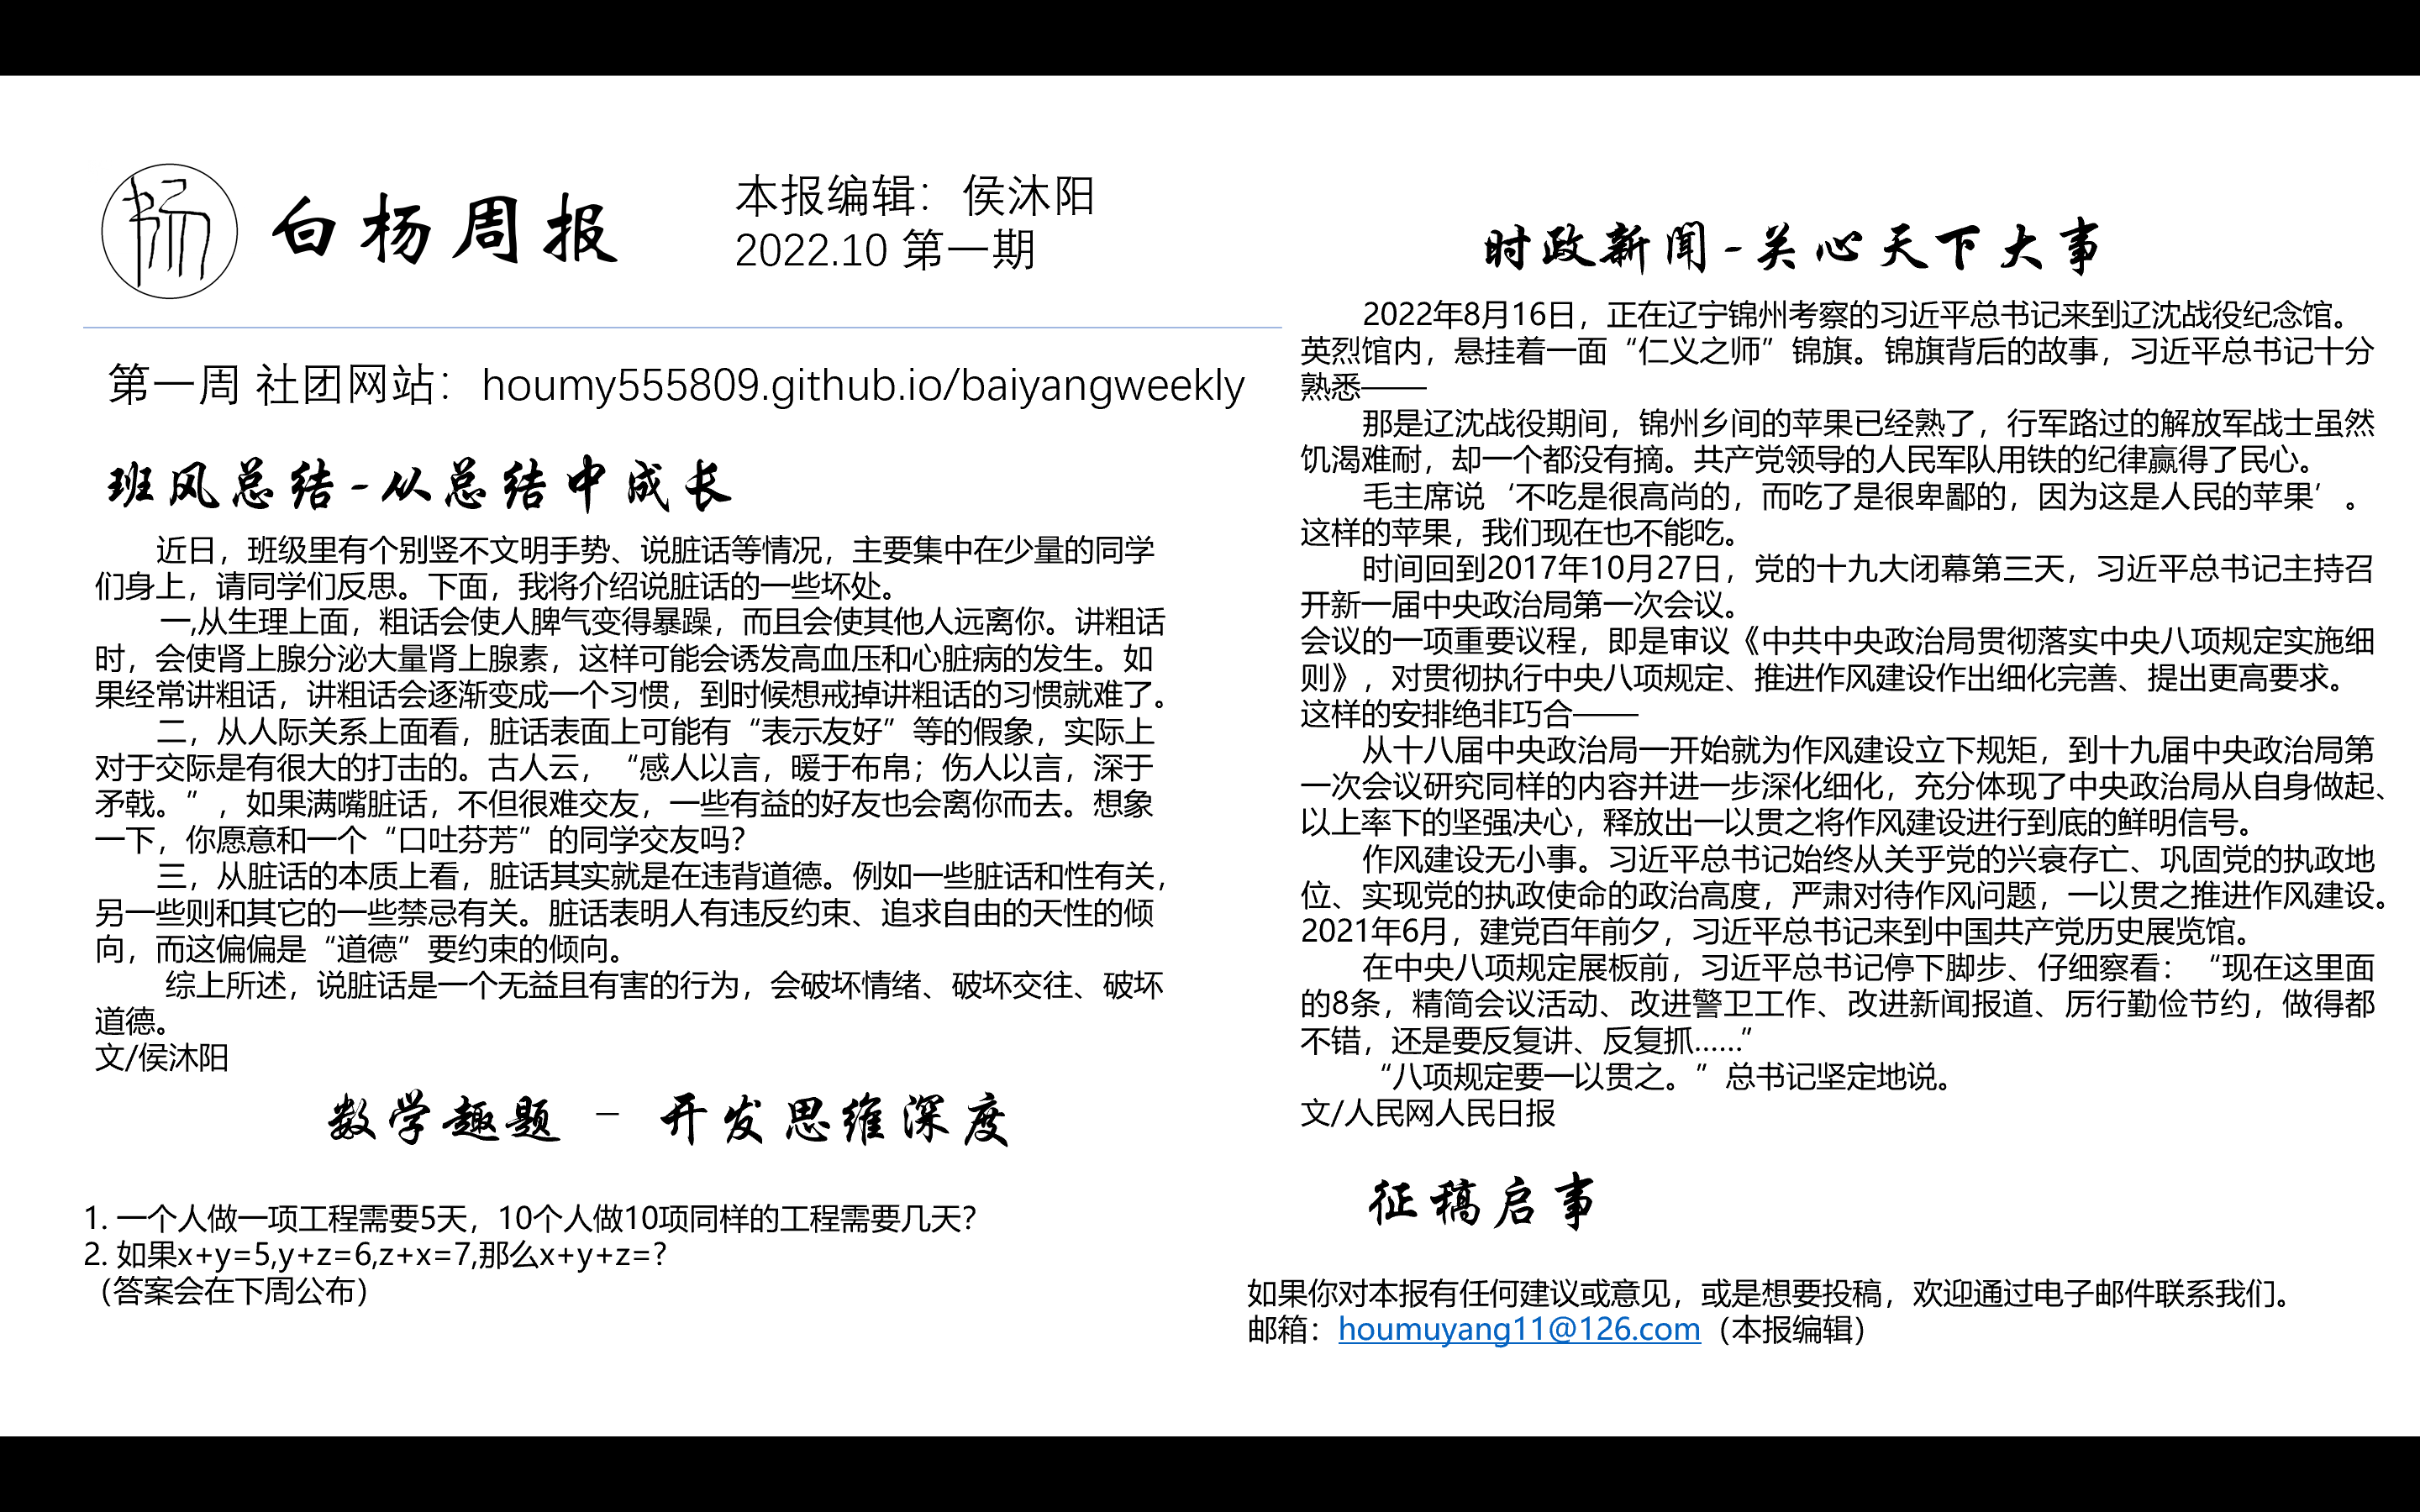 杨
白杨周报
本报编辑：侯沐阳
2022.10 第一期
第一周 社团网站：houmy555809.github.io/baiyangweekly
班风总结-从总结中成长
近日，班级里有个别竖不文明手势、说脏话等情况，主要集中在少量的同学
们身上，请同学们反思。下面，我将介绍说脏话的一些坏处。
一,从生理上面，粗话会使人脾气变得暴躁，而且会使其他人远离你。讲粗话
时，会使肾上腺分泌大量肾上腺素，这样可能会诱发高血压和心脏病的发生。如
果经常讲粗话，讲粗话会逐渐变成一个习惯，到时候想戒掉讲粗话的习惯就难了。
二，从人际关系上面看，脏话表面上可能有“表示友好”等的假象，实际上
对于交际是有很大的打击的。古人云，“感人以言，暖于布帛；伤人以言，深于
矛戟。”，如果满嘴脏话，不但很难交友，一些有益的好友也会离你而去。想象
一下，你愿意和一个“口吐芬芳”的同学交友吗？
三，从脏话的本质上看，脏话其实就是在违背道德。例如一些脏话和性有关，
另一些则和其它的一些禁忌有关。脏话表明人有违反约束、追求自由的天性的倾
向，而这偏偏是“道德”要约束的倾向。
综上所述，说脏话是一个无益且有害的行为，会破坏情绪、破坏交往、破坏
道德。
文/侯沐阳
数学趣题 - 开发思维深度
1. 一个人做一项工程需要5天，10个人做10项同样的工程需要几天？
2. 如果x+y=5,y+z=6,z+x=7,那么x+y+z=?
（答案会在下周公布）
时政新闻-关心天下大事
2022年8月16日，正在辽宁锦州考察的习近平总书记来到辽沈战役纪念馆。
英烈馆内，悬挂着一面“仁义之师”锦旗。锦旗背后的故事，习近平总书记十分
熟悉——
那是辽沈战役期间，锦州乡间的苹果已经熟了，行军路过的解放军战士虽然
饥渴难耐，却一个都没有摘。共产党领导的人民军队用铁的纪律赢得了民心。
毛主席说‘不吃是很高尚的，而吃了是很卑鄙的，因为这是人民的苹果’。
这样的苹果，我们现在也不能吃。
时间回到2017年10月27日，党的十九大闭幕第三天，习近平总书记主持召
开新一届中央政治局第一次会议。
会议的一项重要议程，即是审议《中共中央政治局贯彻落实中央八项规定实施细
则》，对贯彻执行中央八项规定、推进作风建设作出细化完善、提出更高要求。
这样的安排绝非巧合——
从十八届中央政治局一开始就为作风建设立下规矩，到十九届中央政治局第
一次会议研究同样的内容并进一步深化细化，充分体现了中央政治局从自身做起、
以上率下的坚强决心，释放出一以贯之将作风建设进行到底的鲜明信号。
作风建设无小事。习近平总书记始终从关乎党的兴衰存亡、巩固党的执政地
位、实现党的执政使命的政治高度，严肃对待作风问题，一以贯之推进作风建设。
2021年6月，建党百年前夕，习近平总书记来到中国共产党历史展览馆。
在中央八项规定展板前，习近平总书记停下脚步、仔细察看：“现在这里面
的8条，精简会议活动、改进警卫工作、改进新闻报道、厉行勤俭节约，做得都
不错，还是要反复讲、反复抓……”
“八项规定要一以贯之。”总书记坚定地说。
文/人民网人民日报
征稿启事
如果你对本报有任何建议或意见，或是想要投稿，欢迎通过电子邮件联系我们。
邮箱：houmuyang11@126.com（本报编辑）